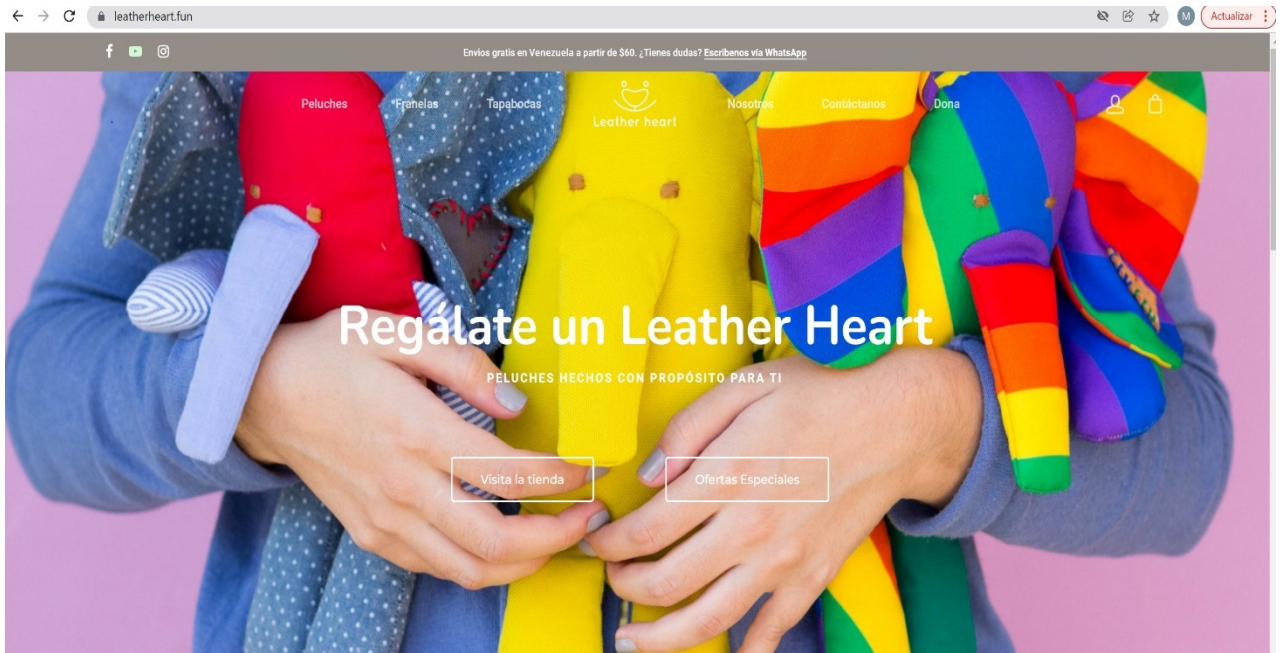 leatherheart.fun
M
Actualizar
Envios gratis en Venezuela a partir de $60. ¿Tienes dudas? Escribenos vía WhatsApp
Peluches Franelas Tapabocas Leather heart Nosotros Contáctanos Dona
Regálate un Leather Heart
PELUCHES HECHOS CON PROPÓSITO PARA TI
Visita la tienda
Ofertas Especiales